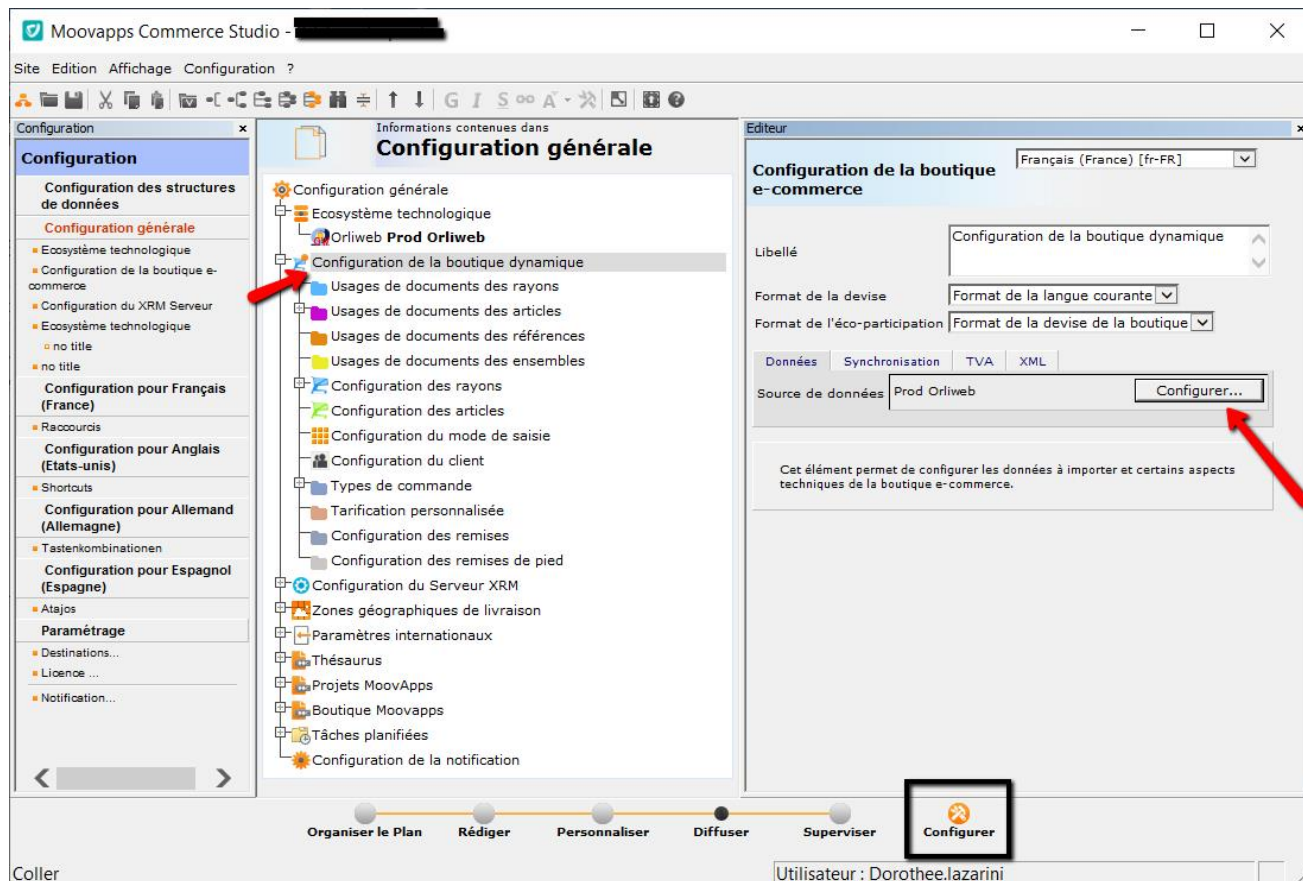 Moovapps Commerce Studio -
Site Edition Affichage Configuration ?
G I S A
Configuration
Configuration
Configuration des structures
de données
Configuration générale
Ecosystème technologique
Configuration de la boutique e-
commerce
Configuration du XRM Serveur
Ecosystème technologique
no title
no title
Configuration pour Français
(France)
Raccourcis
Configuration pour Anglais
(Etats-unis)
Shortcuts
Configuration pour Allemand
(Allemagne)
Tastenkombinationen
Configuration pour Espagnol
(Espagne)
Atajos
Paramétrage
Destinations...
Licence ...
Notification...
Informations contenues dans
Configuration générale
Configuration générale
Ecosystème technologique
Orliweb Prod Orliweb
Configuration de la boutique dynamique
Usages de documents des rayons
Usages de documents des articles
Usages de documents des références
Usages de documents des ensembles
Configuration des rayons
Configuration des articles
Configuration du mode de saisie
Configuration du client
Types de commande
Tarification personnalisée
Configuration des remises
Configuration des remises de pied
Configuration du Serveur XRM
Zones géographiques de livraison
Paramètres internationaux
Thésaurus
Projets MoovApps
Boutique Moovapps
Tâches planifiées
Configuration de la notification
Editeur
Configuration de la boutique
e-commerce
Français (France) [fr-FR]
Libellé
Configuration de la boutique dynamique
Format de la devise Format de la langue courante
Format de l'éco-participation Format de la devise de la boutique
Données Synchronisation TVA XML
Source de données Prod Orliweb Configurer...
Cet élément permet de configurer les données à importer et certains aspects
techniques de la boutique e-commerce.
Organiser le Plan Rédiger Personnaliser Diffuser Superviser Configurer
Coller Utilisateur : Dorothee.lazarini